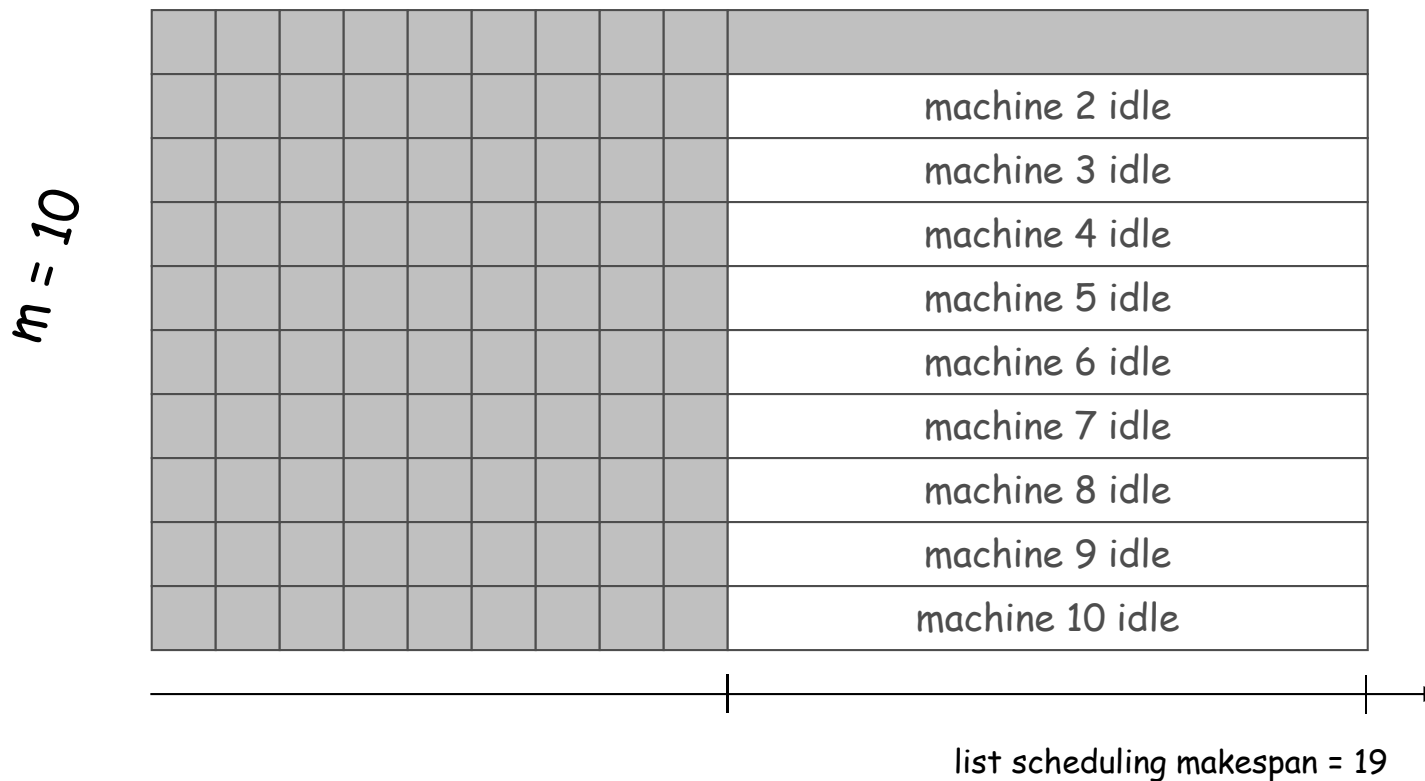 m = 10
machine 2 idle
machine 3 idle
machine 4 idle
machine 5 idle
machine 6 idle
machine 7 idle
machine 8 idle
machine 9 idle
machine 10 idle
list scheduling makespan = 19